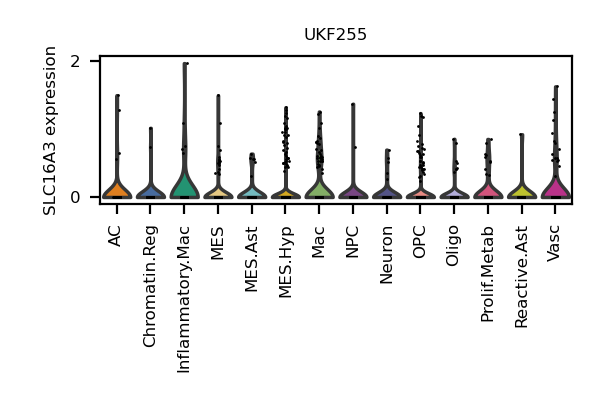 UKF255
SLC16A3 expression
2
0
AC
Chromatin.Reg
Inflammatory.Mac
MES
MES.Ast
MES.Hyp
Mac
NPC
Neuron
OPC
Oligo
Prolif.Metab
Reactive.Ast
Vasc